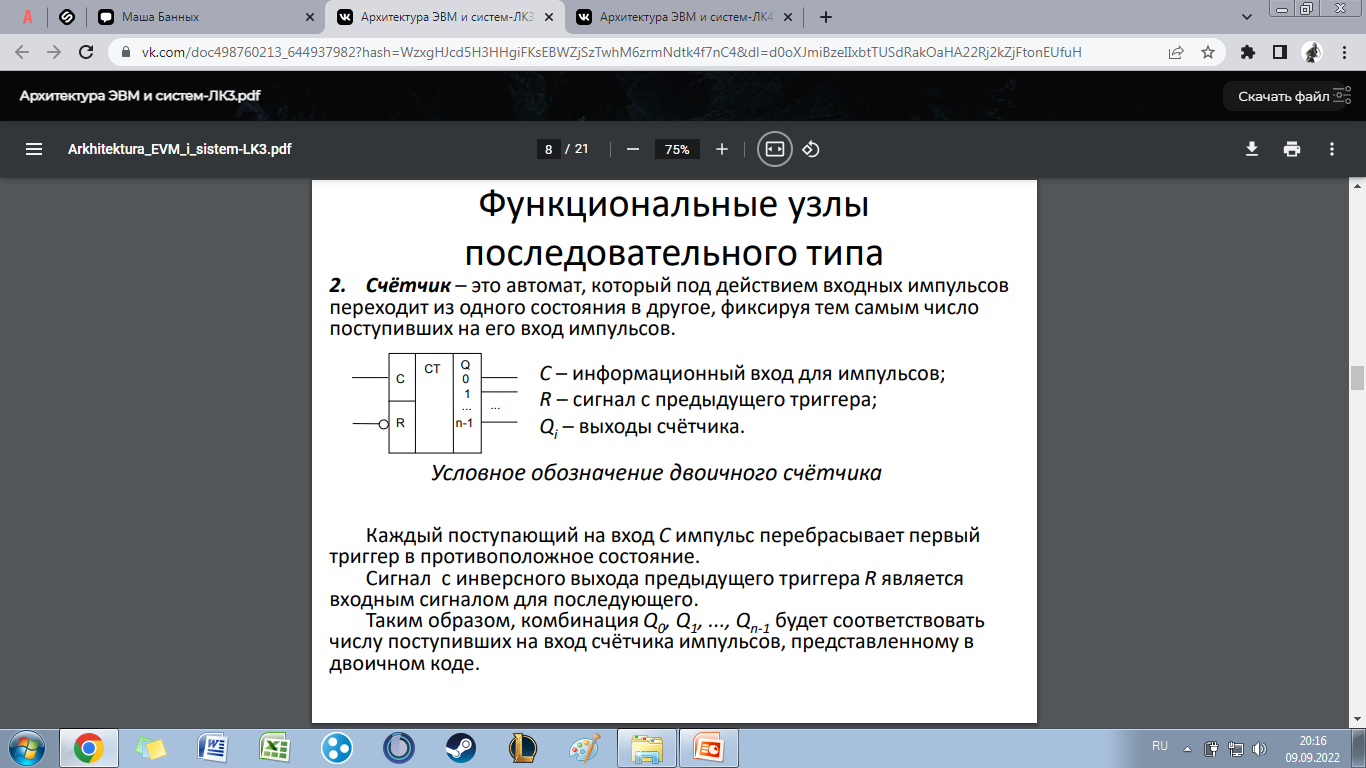 Маша Банных
Архитектура ЭВМ и систем-ЛК3
Архитектура ЭВМ и систем-ЛК4
vk.com/doc498760213_644937982?hash=WzxgHJcd5H3HHgiFKsEBWZjSzTwhM6zrmNdtk4f7nC4&dl=d0oXJmiBzeIIxbtTUSdRakOaHA22Rj2kZjFtonEUfuH
Архитектура ЭВМ и систем-ЛК3.pdf
Скачать файл
Arkhitektura_EVM_i_sistem-LK3.pdf
8 / 21
75%
Функциональные узлы
последовательного типа
2. Счётчик – это автомат, который под действием входных импульсов
переходит из одного состояния в другое, фиксируя тем самым число
поступивших на его вход импульсов.
C
R
CT
Q
0
1
...
n-1
...
C – информационный вход для импульсов;
R – сигнал с предыдущего триггера;
Qi – выходы счётчика.
Условное обозначение двоичного счётчика
Каждый поступающий на вход C импульс перебрасывает первый
триггер в противоположное состояние.
Сигнал с инверсного выхода предыдущего триггера R является
входным сигналом для последующего.
Таким образом, комбинация Q0, Q1, ..., Qn-1 будет соответствовать
числу поступивших на вход счётчика импульсов, представленному в
двоичном коде.
RU
20:16
09.09.2022